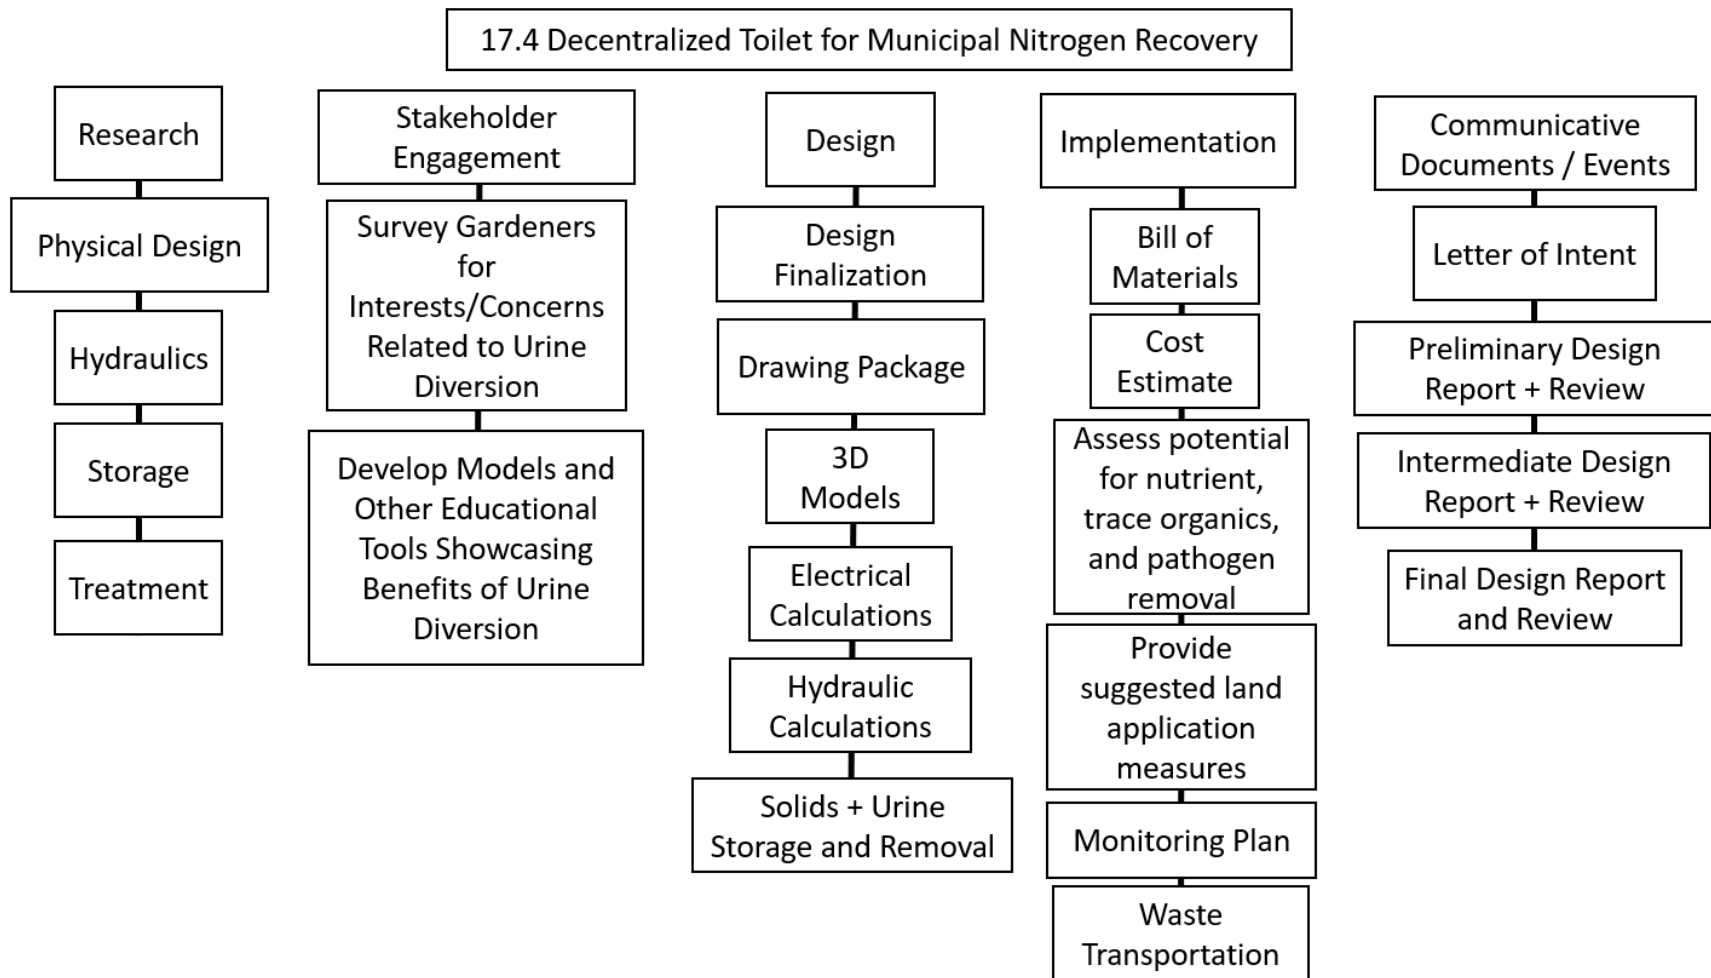 17.4 Decentralized Toilet for Municipal Nitrogen Recovery
Research
Physical Design
Hydraulics
Storage
Treatment
Stakeholder
Engagement
Survey Gardeners
for
Interests/Concerns
Related to Urine
Diversion
Develop Models and
Other Educational
Tools Showcasing
Benefits of Urine
Diversion
Design
Design
Finalization
Drawing Package
3D
Models
Electrical
Calculations
Hydraulic
Calculations
Solids + Urine
Storage and Removal
Implementation
Bill of
Materials
Cost
Estimate
Assess potential
for nutrient,
trace organics,
and pathogen
removal
Provide
suggested land
application
measures
Monitoring Plan
Waste
Transportation
Communicative
Documents / Events
Letter of Intent
Preliminary Design
Report + Review
Intermediate Design
Report + Review
Final Design Report
and Review